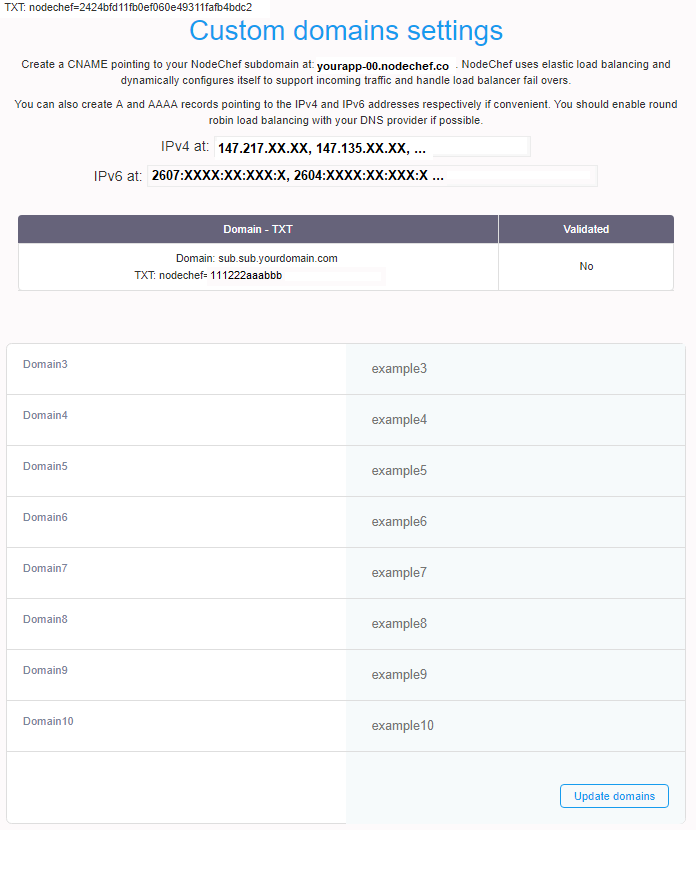 TXT: nodechef=2424bfd11fb0ef060e49311fafb4bdc2
Custom domains settings
Create a CNAME pointing to your NodeChef subdomain at: yourapp-00.nodechef.co . NodeChef uses elastic load balancing and
dynamically configures itself to support incoming traffic and handle load balancer fail overs.
You can also create A and AAAA records pointing to the IPv4 and IPv6 addresses respectively if convenient. You should enable round
robin load balancing with your DNS provider if possible.
IPv4 at: 147.217.XX.XX, 147.135.XX.XX, ...
IPv6 at: 2607:XXXX:XX:XXX:X, 2604:XXXX:XX:XXX:X ...
Domain - TXT Validated
Domain: sub.sub.yourdomain.com
TXT: nodechef= 111222aaabbb
No
Domain3 example3
Domain4 example4
Domain5 example5
Domain6 example6
Domain7 example7
Domain8 example8
Domain9 example9
Domain10 example10
Update domains